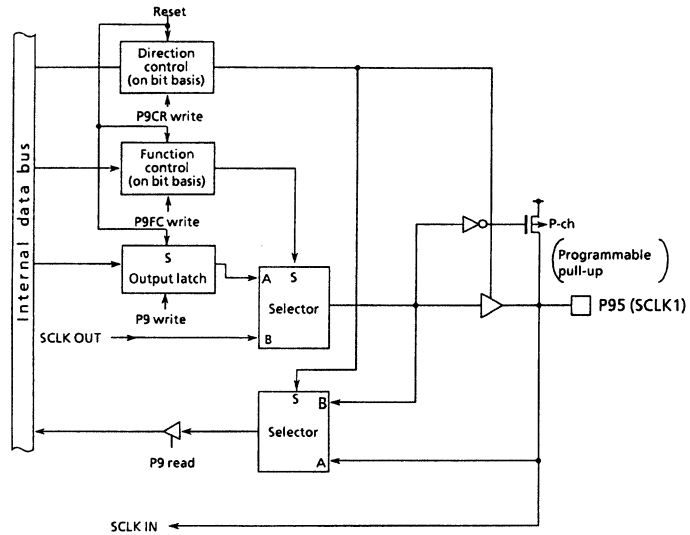 Reset
Direction
control
(on bit basis)
P9CR write
Function
control
(on bit basis)
P9FC write
S
Output latch
P9 write
SCLK OUT
A
S
Selector
B
P-ch
(Programmable
pull-up)
P95 (SCLK1)
S
B
Selector
A
P9 read
SCLK IN
Internal data bus